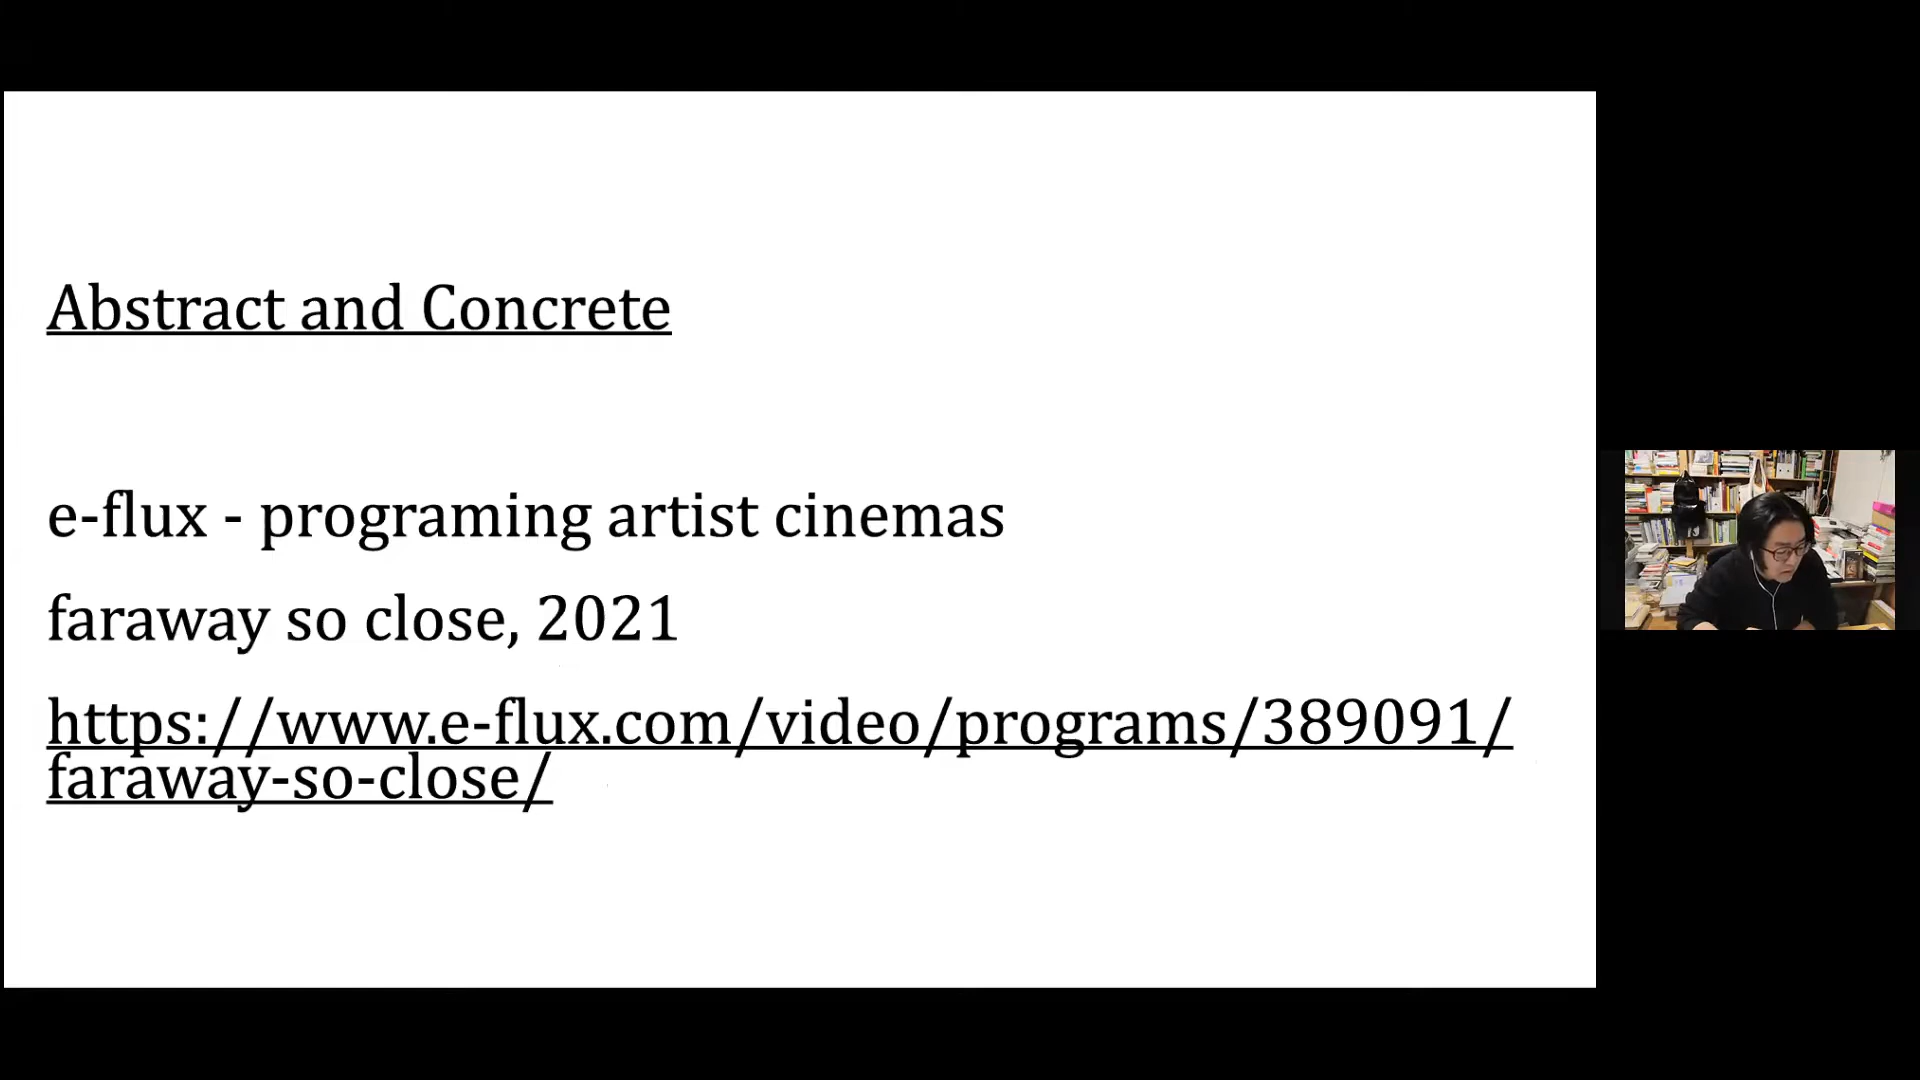 Abstract and Concrete
e-flux - programing artist cinemas
faraway so close, 2021
https://www.e-flux.com/video/programs/389091/
faraway-so-close/